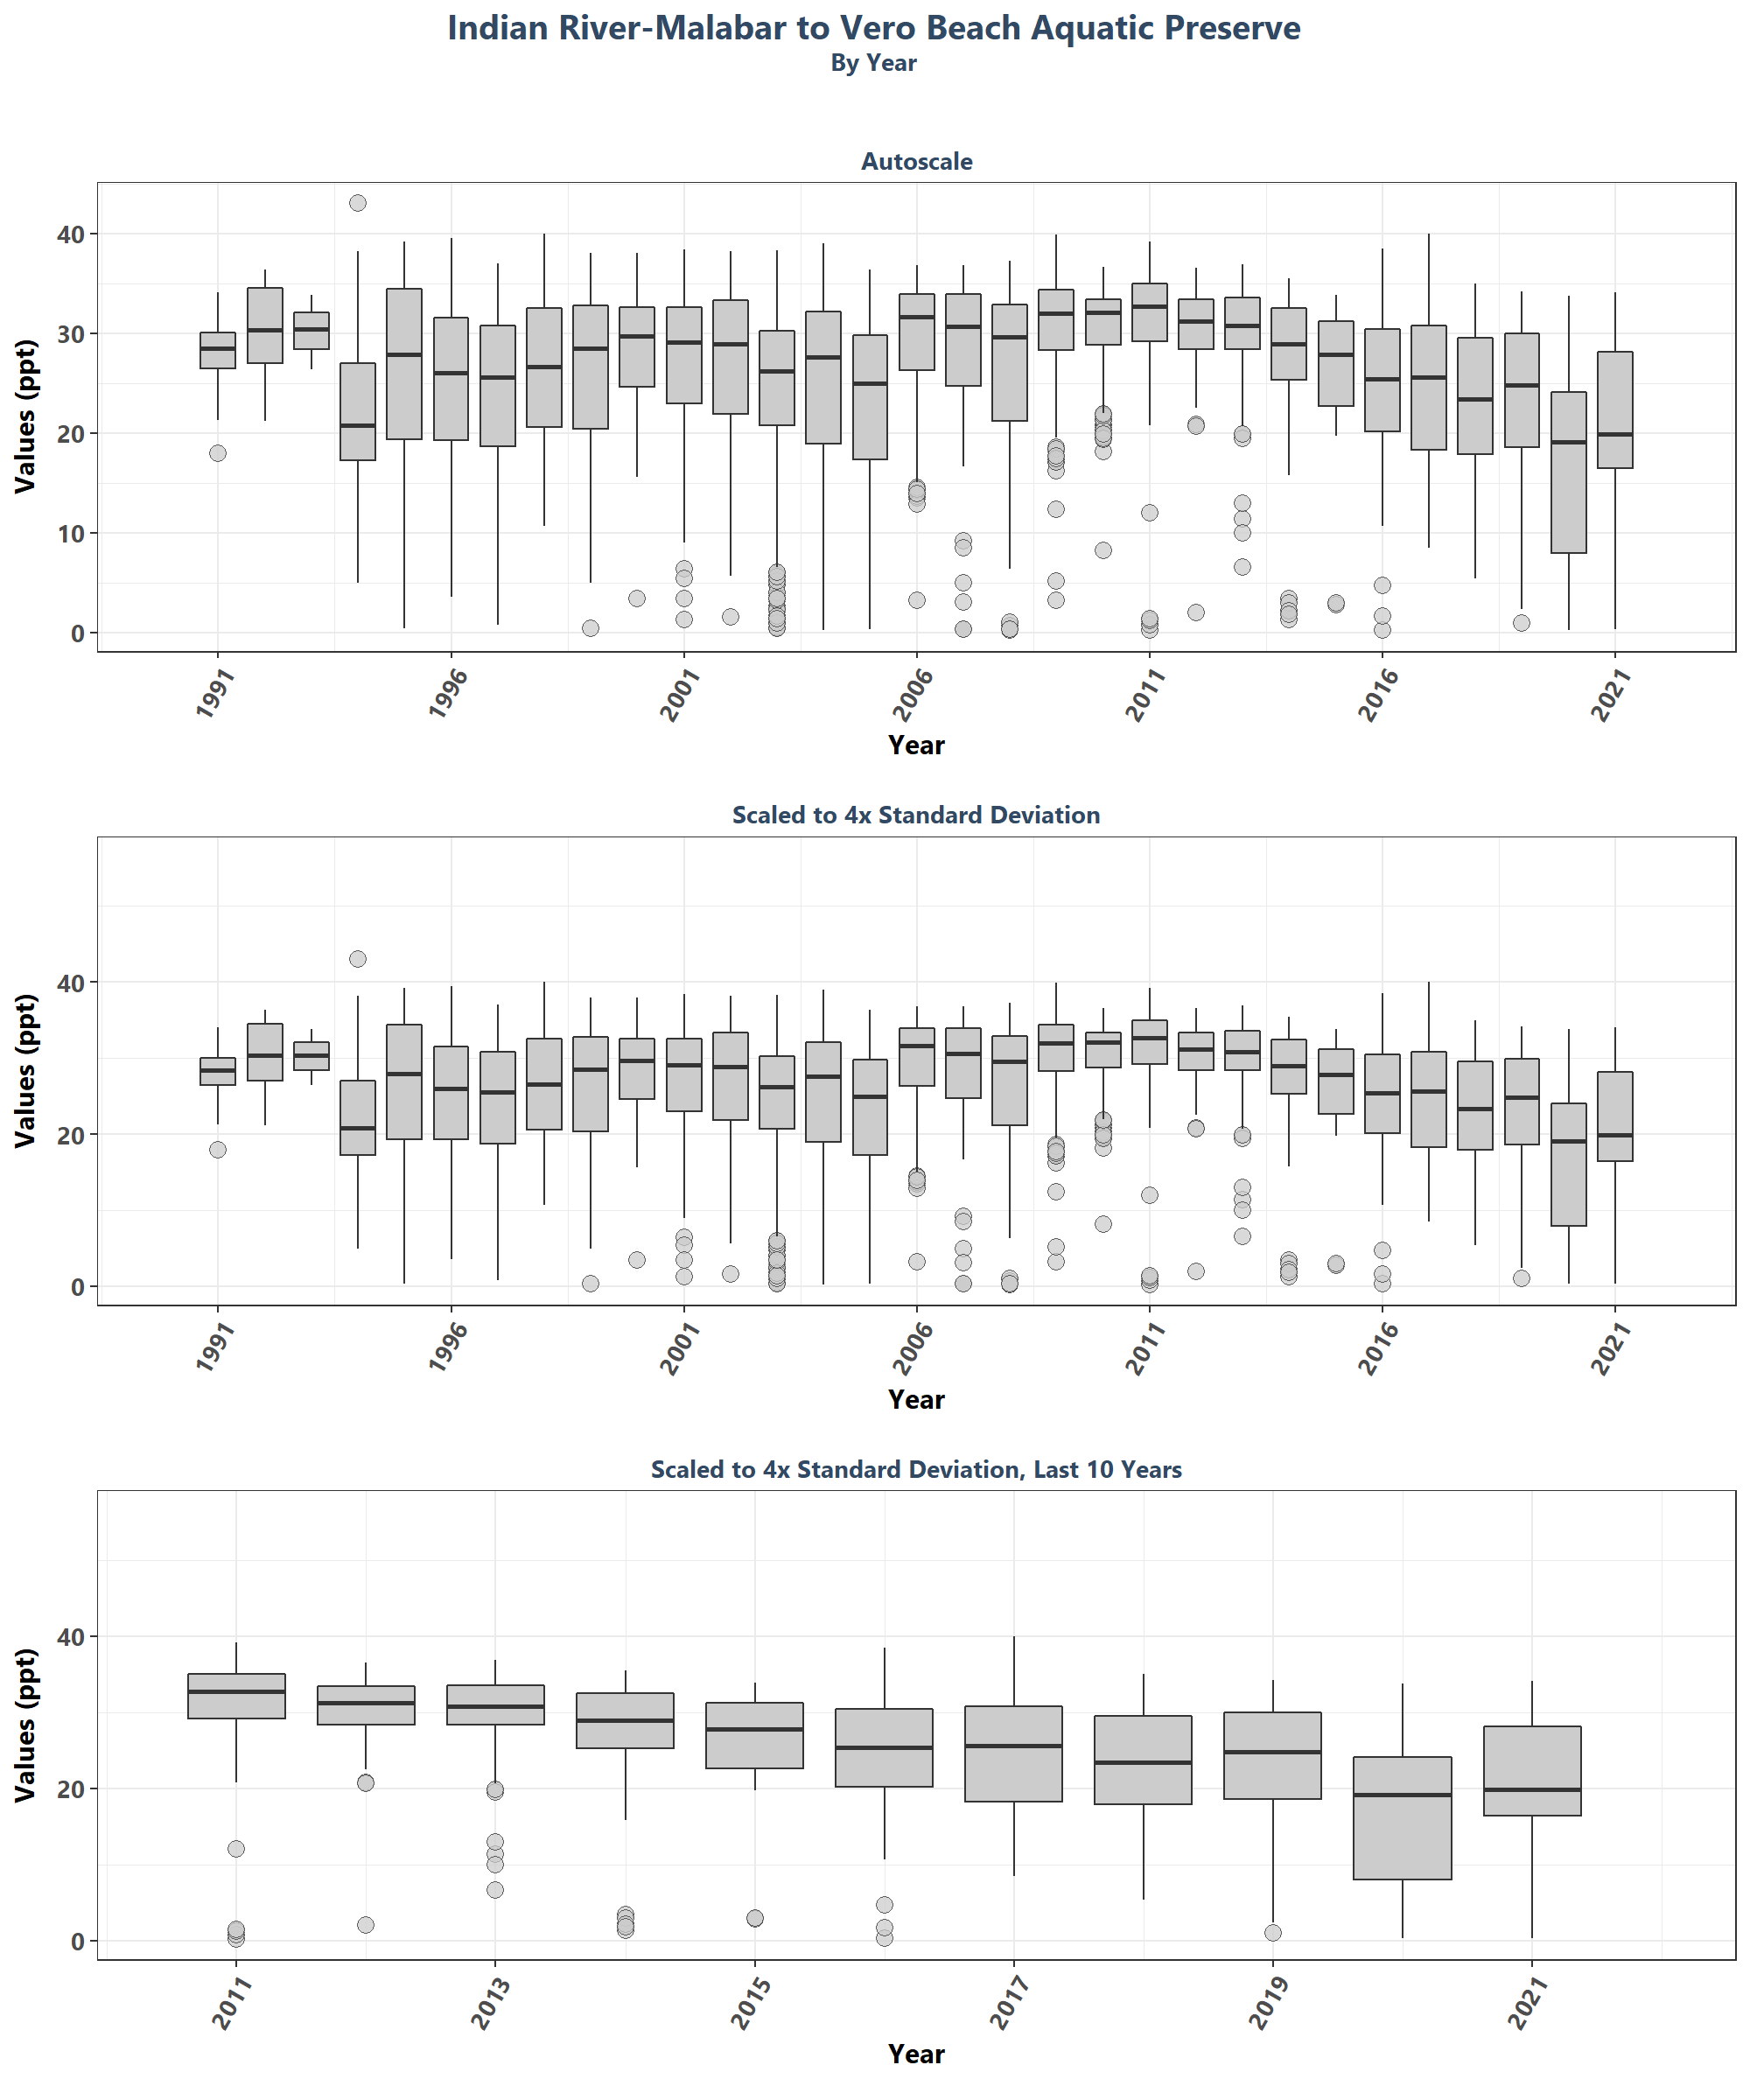 Indian River-Malabar to Vero Beach Aquatic Preserve
By Year
Autoscale
Values (ppt)
40
30
20
10
0
1991 1996 2001 2006 2011 2016 2021
Year
Scaled to 4x Standard Deviation
Values (ppt)
40
20
0
1991 1996 2001 2006 2011 2016 2021
Year
Scaled to 4x Standard Deviation, Last 10 Years
Values (ppt)
40
20
0
2011 2013 2015 2017 2019 2021
Year